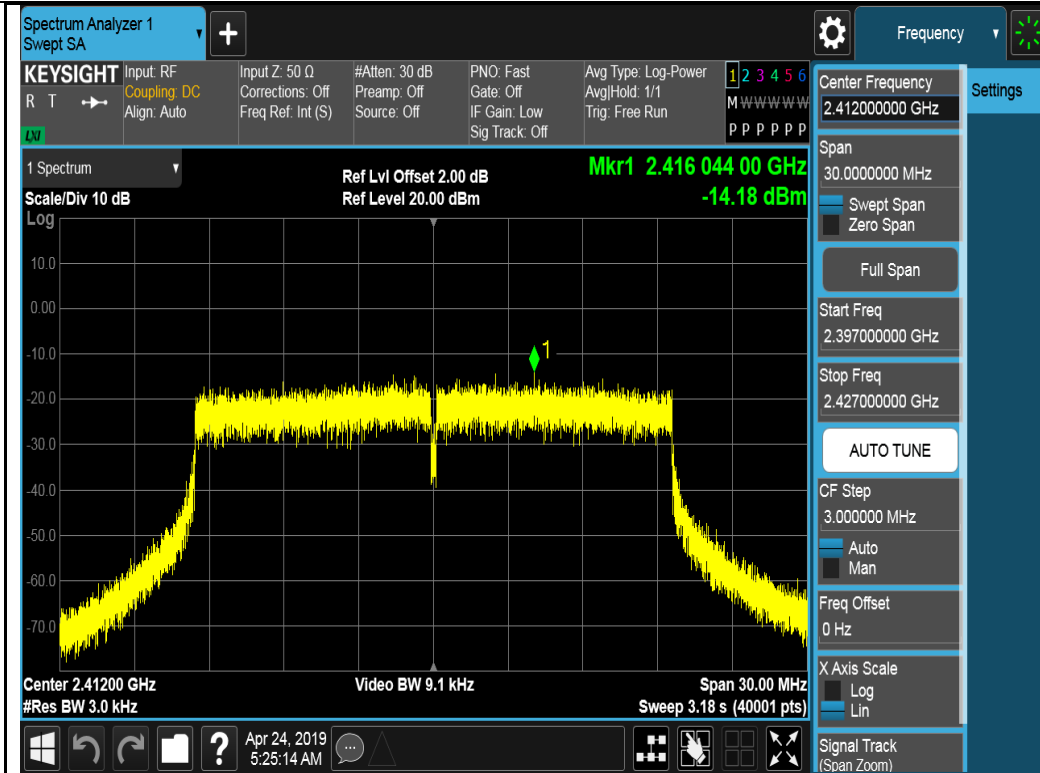 Spectrum Analyzer 1
Swept SA
+
Frequency
KEYSIGHT
R T
LXI
Input: RF
Coupling: DC
Align: Auto
Input Z: 50 Ω
Corrections: Off
Freq Ref: Int (S)
#Atten: 30 dB
Preamp: Off
Source: Off
PNO: Fast
Gate: Off
IF Gain: Low
Sig Track: Off
Avg Type: Log-Power
Avg|Hold: 1/1
Trig: Free Run
1 2 3 4 5 6
M W W W W W
P P P P P P
1 Spectrum
Scale/Div 10 dB
Ref Lvl Offset 2.00 dB
Ref Level 20.00 dBm
Mkr1 2.416 044 00 GHz
-14.18 dBm
Log
10.0
0.00
-10.0
-20.0
-30.0
-40.0
-50.0
-60.0
-70.0
1
Center 2.41200 GHz
#Res BW 3.0 kHz
Video BW 9.1 kHz
Span 30.00 MHz
Sweep 3.18 s (40001 pts)
Center Frequency
2.412000000 GHz
Settings
Span
30.0000000 MHz
Swept Span
Zero Span
Full Span
Start Freq
2.397000000 GHz
Stop Freq
2.427000000 GHz
AUTO TUNE
CF Step
3.000000 MHz
Auto
Man
Freq Offset
0 Hz
X Axis Scale
Log
Lin
Signal Track
(Span Zoom)
?
Apr 24, 2019
5:25:14 AM